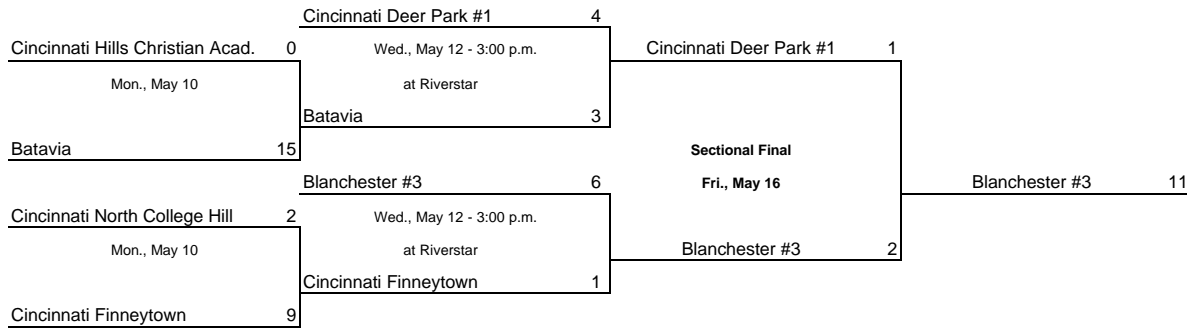 Cincinnati Deer Park #1 4
Cincinnati Hills Christian Acad. 0 Wed., May 12 - 3:00 p.m. Cincinnati Deer Park #1 1
Mon., May 10 at Riverstar
Batavia 3
Batavia 15 Sectional Final
Blanchester #3 6 Fri., May 16 Blanchester #3 11
Cincinnati North College Hill 2 Wed., May 12 - 3:00 p.m.
Mon., May 10 at Riverstar Blanchester #3 2
Cincinnati Finneytown 1
Cincinnati Finneytown 9